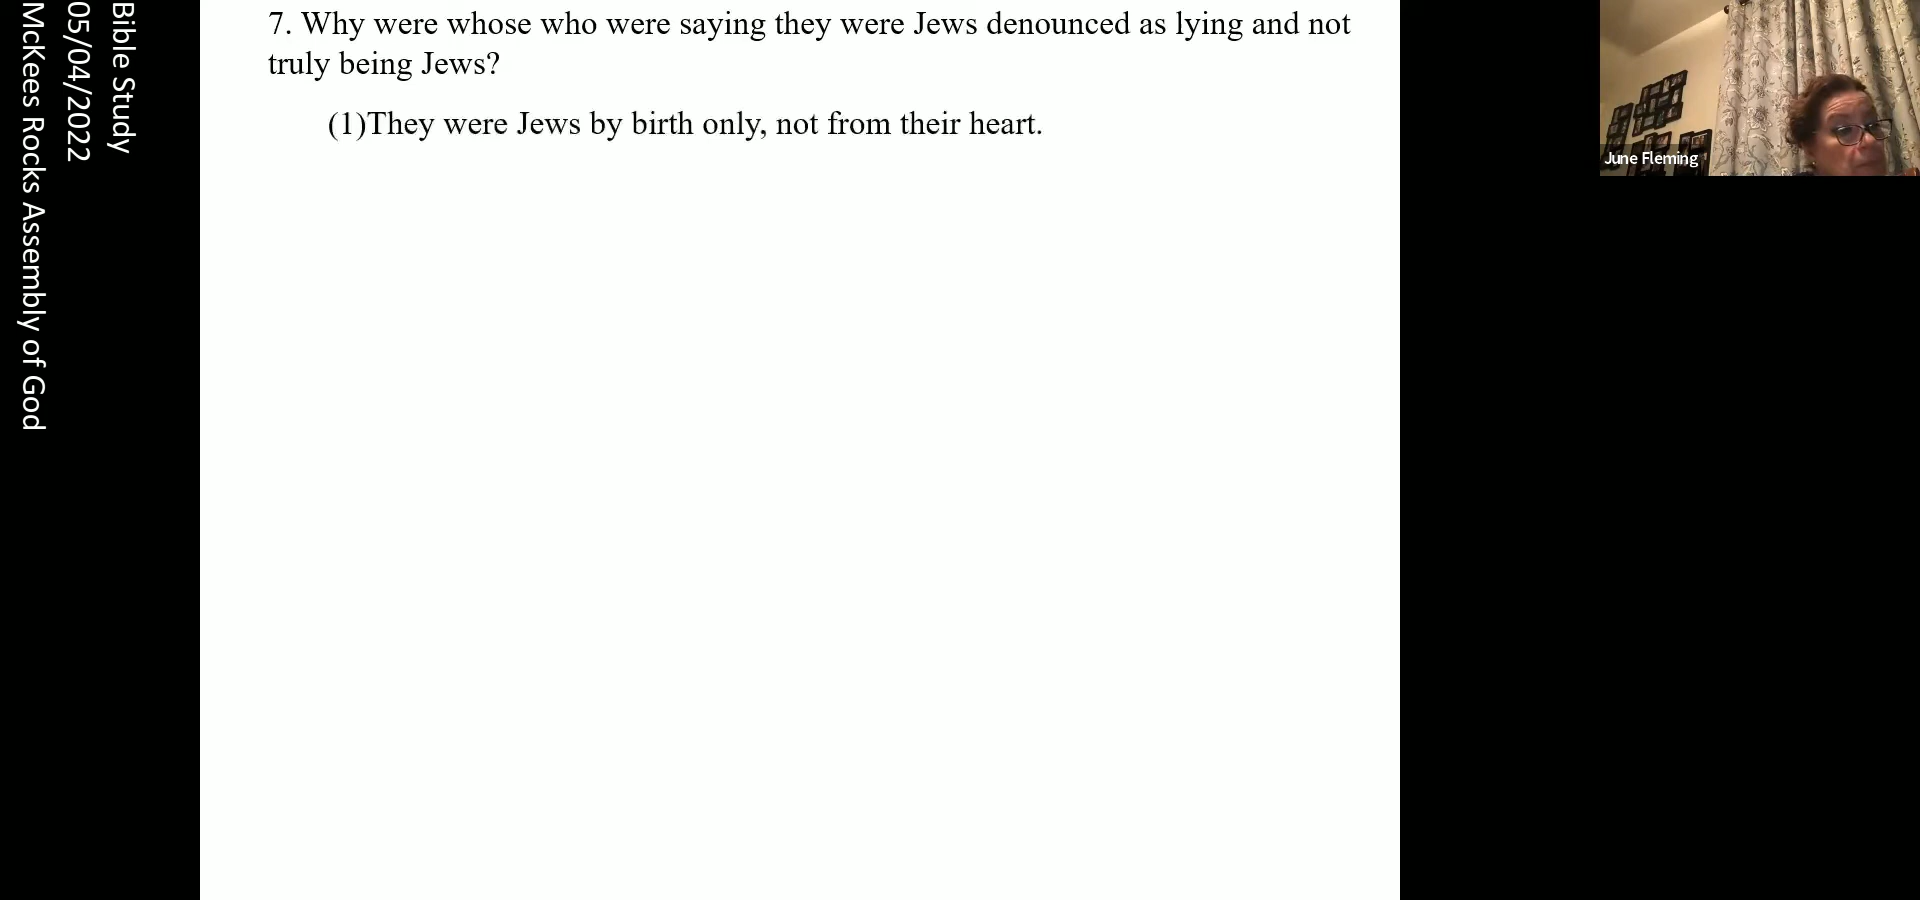 Bible Study
05/04/2022
McKees Rocks Assembly of God
7. Why were whose who were saying they were Jews denounced as lying and not
truly being Jews?
(1)They were Jews by birth only, not from their heart.
June Fleming